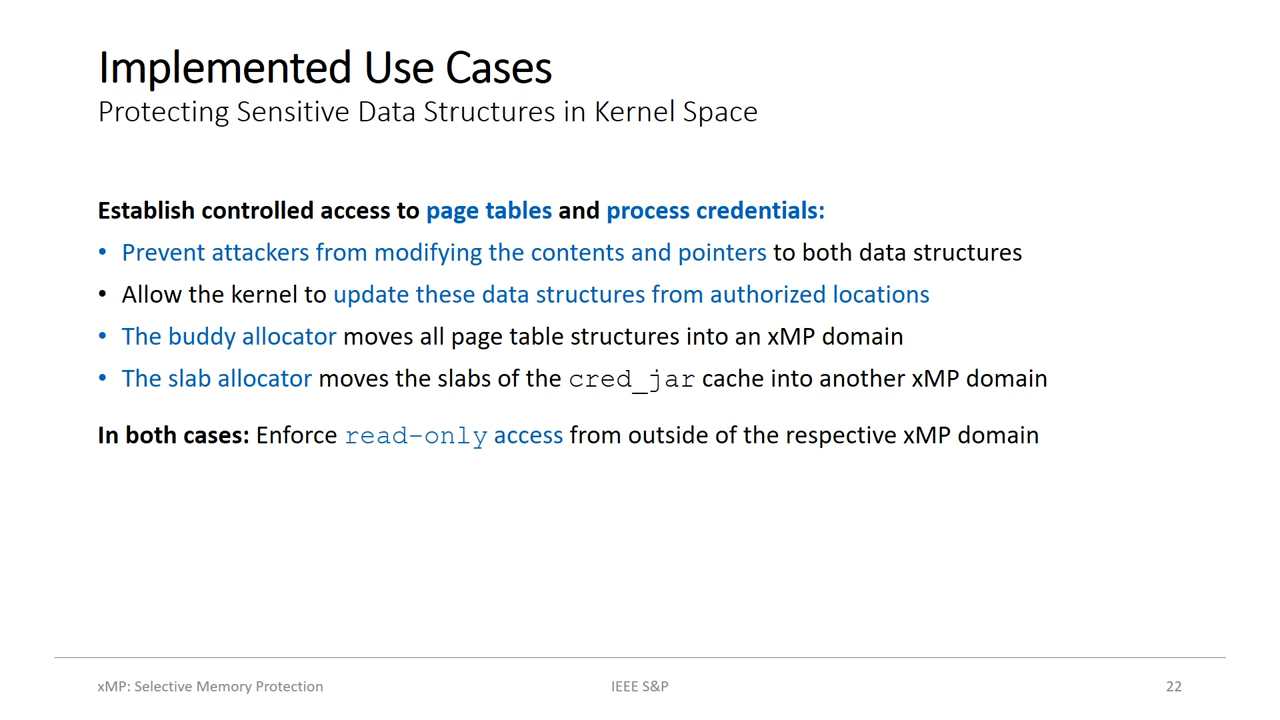 Implemented Use Cases
Protecting Sensitive Data Structures in Kernel Space
Establish controlled access to page tables and process credentials:
• Prevent attackers from modifying the contents and pointers to both data structures
• Allow the kernel to update these data structures from authorized locations
• The buddy allocator moves all page table structures into an xMP domain
• The slab allocator moves the slabs of the cred_jar cache into another xMP domain
In both cases: Enforce read-only access from outside of the respective xMP domain
xMP: Selective Memory Protection
IEEE S&P
22